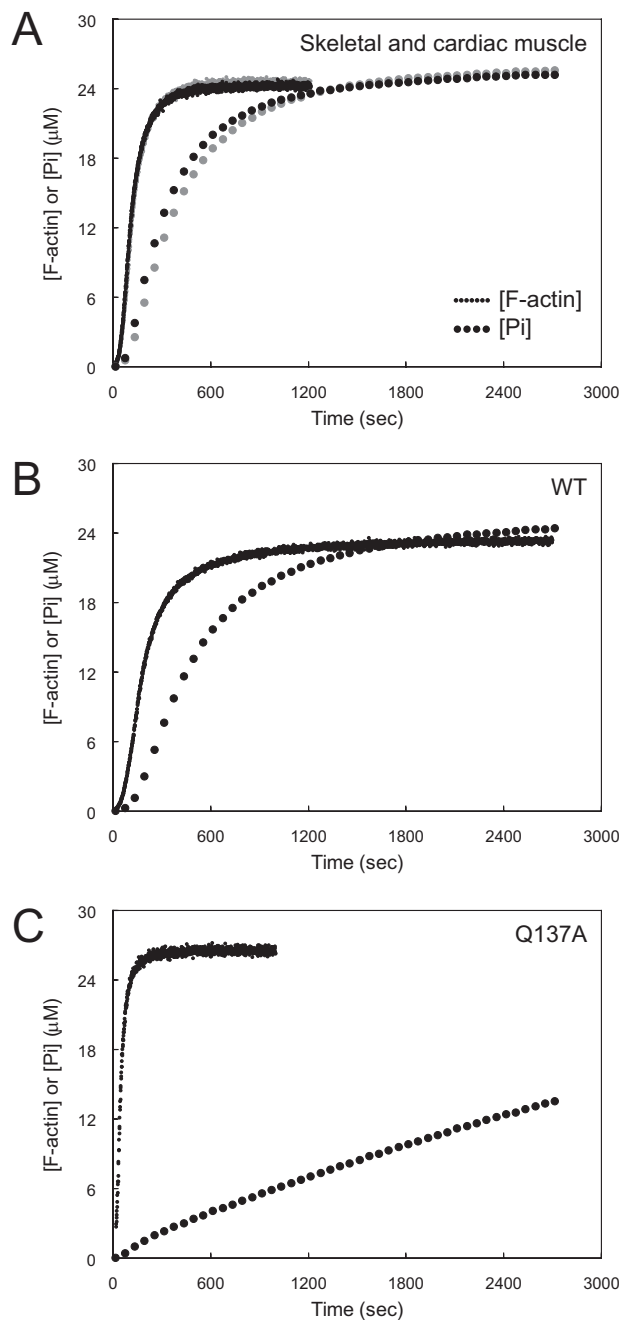 A
Skeletal and cardiac muscle
[F-actin] or [Pi] (μM)
30
24
18
12
6
0
[F-actin]
[Pi]
0 600 1200 1800 2400 3000
Time (sec)
B
WT
[F-actin] or [Pi] (μM)
30
24
18
12
6
0
0 600 1200 1800 2400 3000
Time (sec)
C
Q137A
[F-actin] or [Pi] (μM)
30
24
18
12
6
0
0 600 1200 1800 2400 3000
Time (sec)